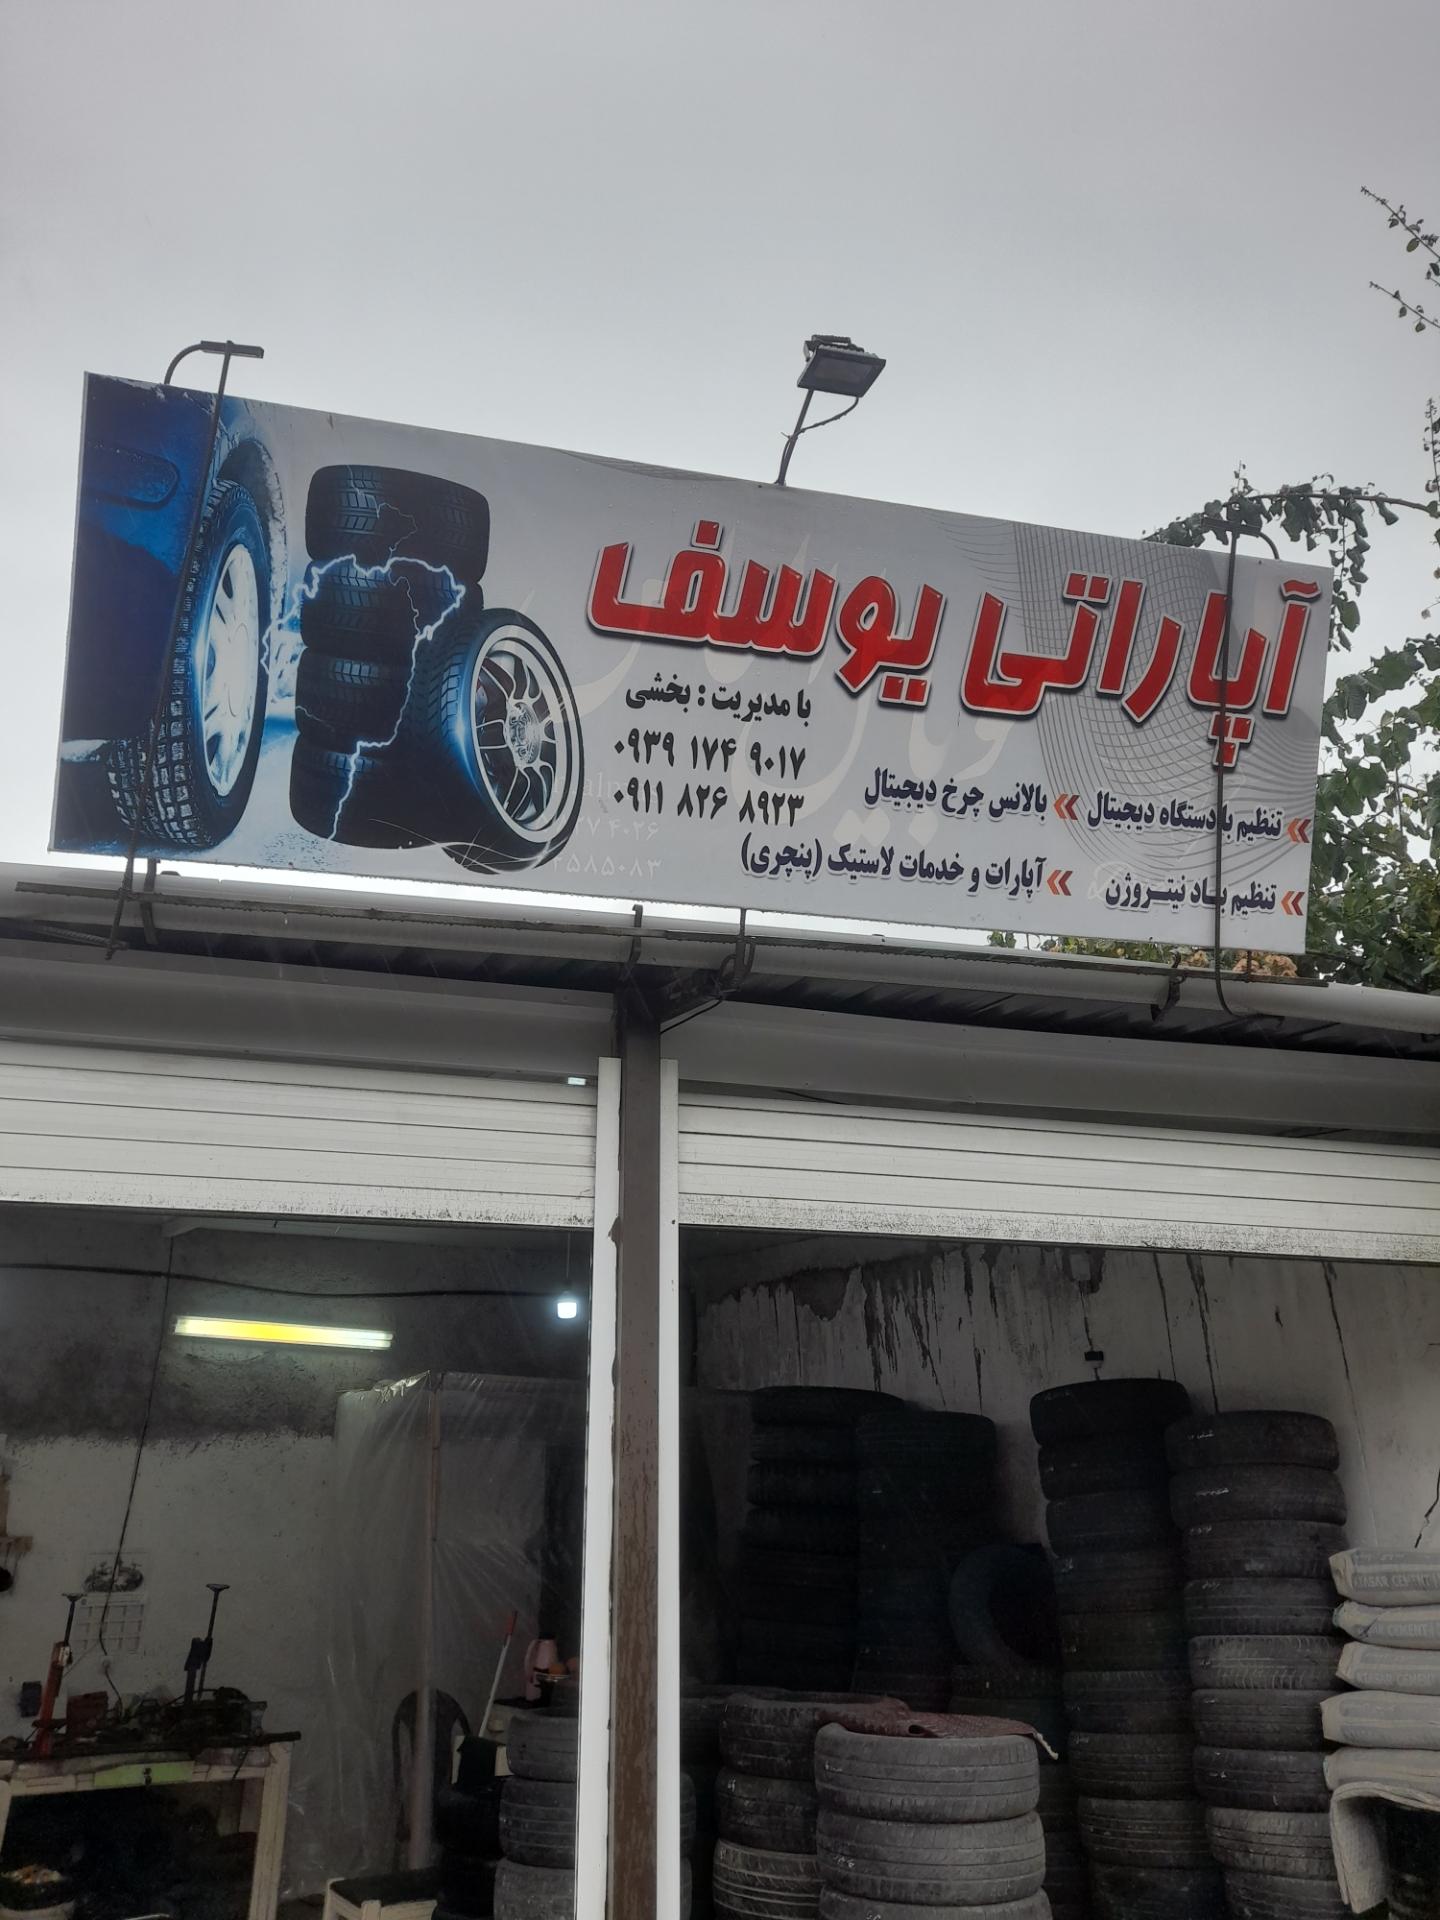 آپاراتی یوسف
با مدیریت : بخشی
۰۹۳۹ ۱۷۴ ۹۰۱۷
۰۹۱۱ ۸۲۶ ۸۹۲۳
تنظیم باد دستگاه دیجیتال
بالانس چرخ دیجیتال
تنظیم باد نیتروژن
آپارات و خدمات لاستیک (پنچری)